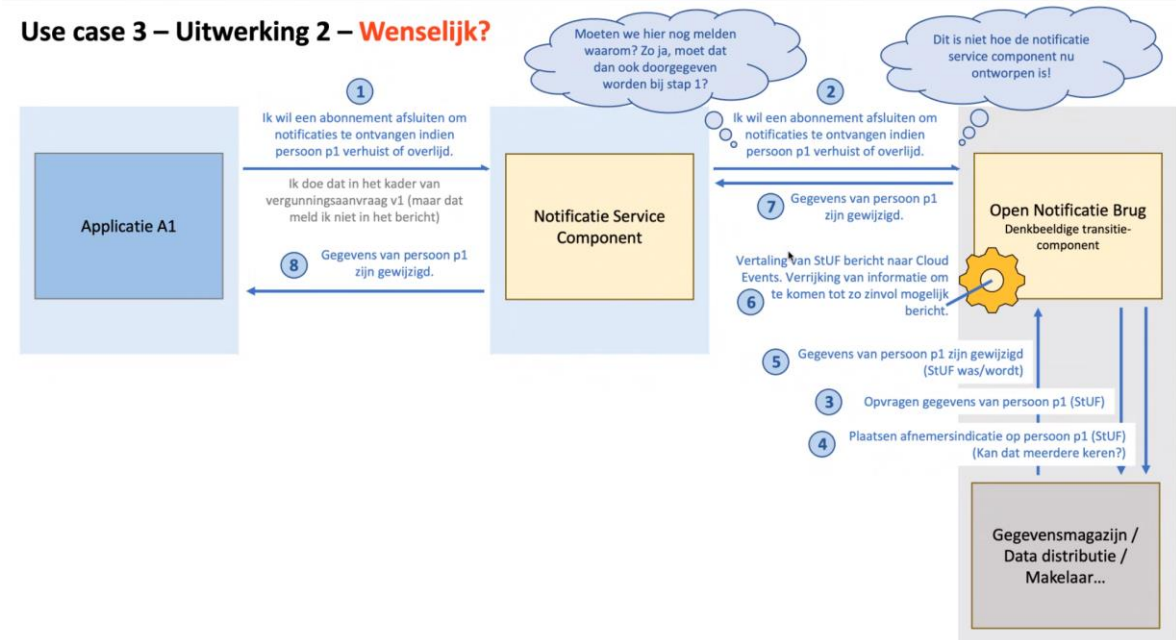 Use case 3 – Uitwerking 2 – Wenselijk?
Moeten we hier nog melden
waarom? Zo ja, moet dat
dan ook doorgegeven
worden bij stap 1?
Dit is niet hoe de notificatie
service component nu
ontworpen is!
1
Ik wil een abonnement afsluiten om
notificaties te ontvangen indien
persoon p1 verhuist of overlijd.
Ik doe dat in het kader van
vergunningsaanvraag v1 (maar dat
meld ik niet in het bericht)
2
Ik wil een abonnement afsluiten om
notificaties te ontvangen indien
persoon p1 verhuist of overlijd.
Applicatie A1
Notificatie Service
Component
Open Notificatie Brug
Denkbeeldige transitie-
component
7
Gegevens van persoon p1
zijn gewijzigd.
8
Gegevens van persoon p1
zijn gewijzigd.
Vertaling van StUF bericht naar Cloud
Events. Verrijking van informatie om
te komen tot zo zinvol mogelijk
bericht.
6
5
Gegevens van persoon p1 zijn gewijzigd
(StUF was/wordt)
3
Opvragen gegevens van persoon p1 (StUF)
4
Plaatsen afnemersindicatie op persoon p1 (StUF)
(Kan dat meerdere keren?)
Gegevensmagazijn /
Data distributie /
Makelaar...